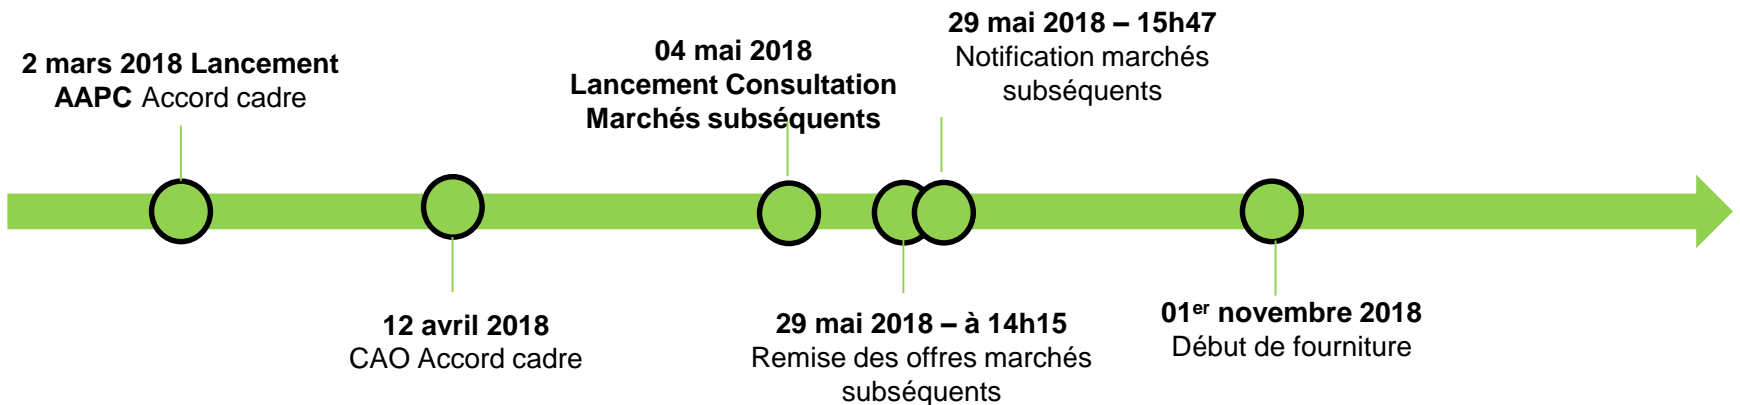 2 mars 2018 Lancement
AAPC Accord cadre
12 avril 2018
CAO Accord cadre
04 mai 2018
Lancement Consultation
Marchés subséquents
29 mai 2018 – à 14h15
Remise des offres marchés
subséquents
29 mai 2018 – 15h47
Notification marchés
subséquents
01er novembre 2018
Début de fourniture